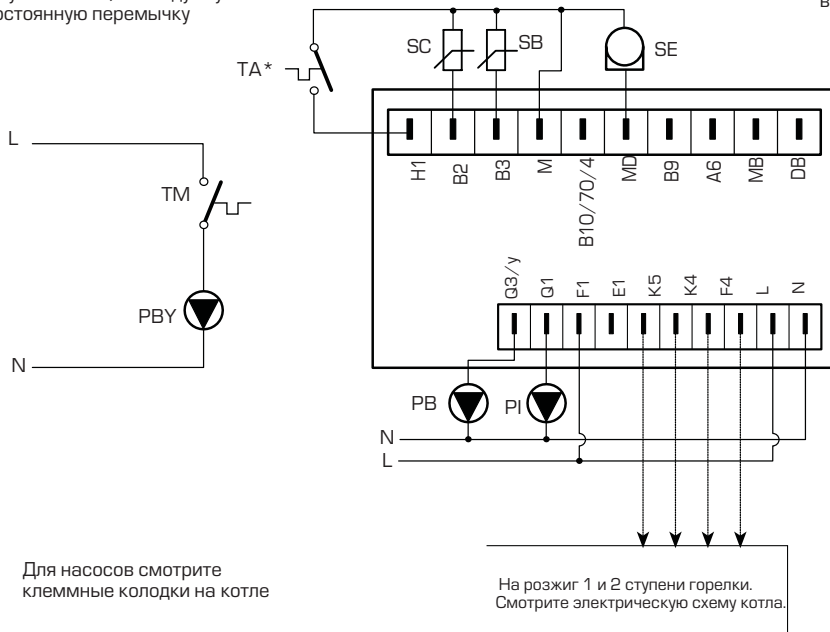 остоянную перемычку
в
SC
SB
SE
TA*
L
TM
PBY
N
H1
B2
B3
M
B10/70/4
MD
B9
A6
MB
DB
Q3/y
Q1
F1
E1
K5
K4
F4
L
N
PB
PI
N
L
Для насосов смотрите
клеммные колодки на котле
На розжиг 1 и 2 ступени горелки.
Смотрите электрическую схему котла.